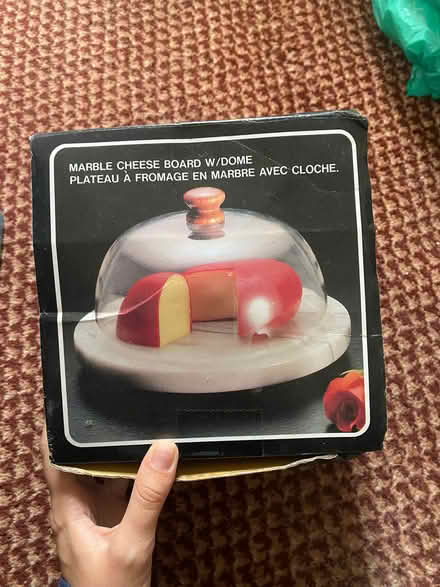 MARBLE CHEESE BOARD W/DOME
PLATEAU À FROMAGE EN MARBRE AVEC CLOCHE.